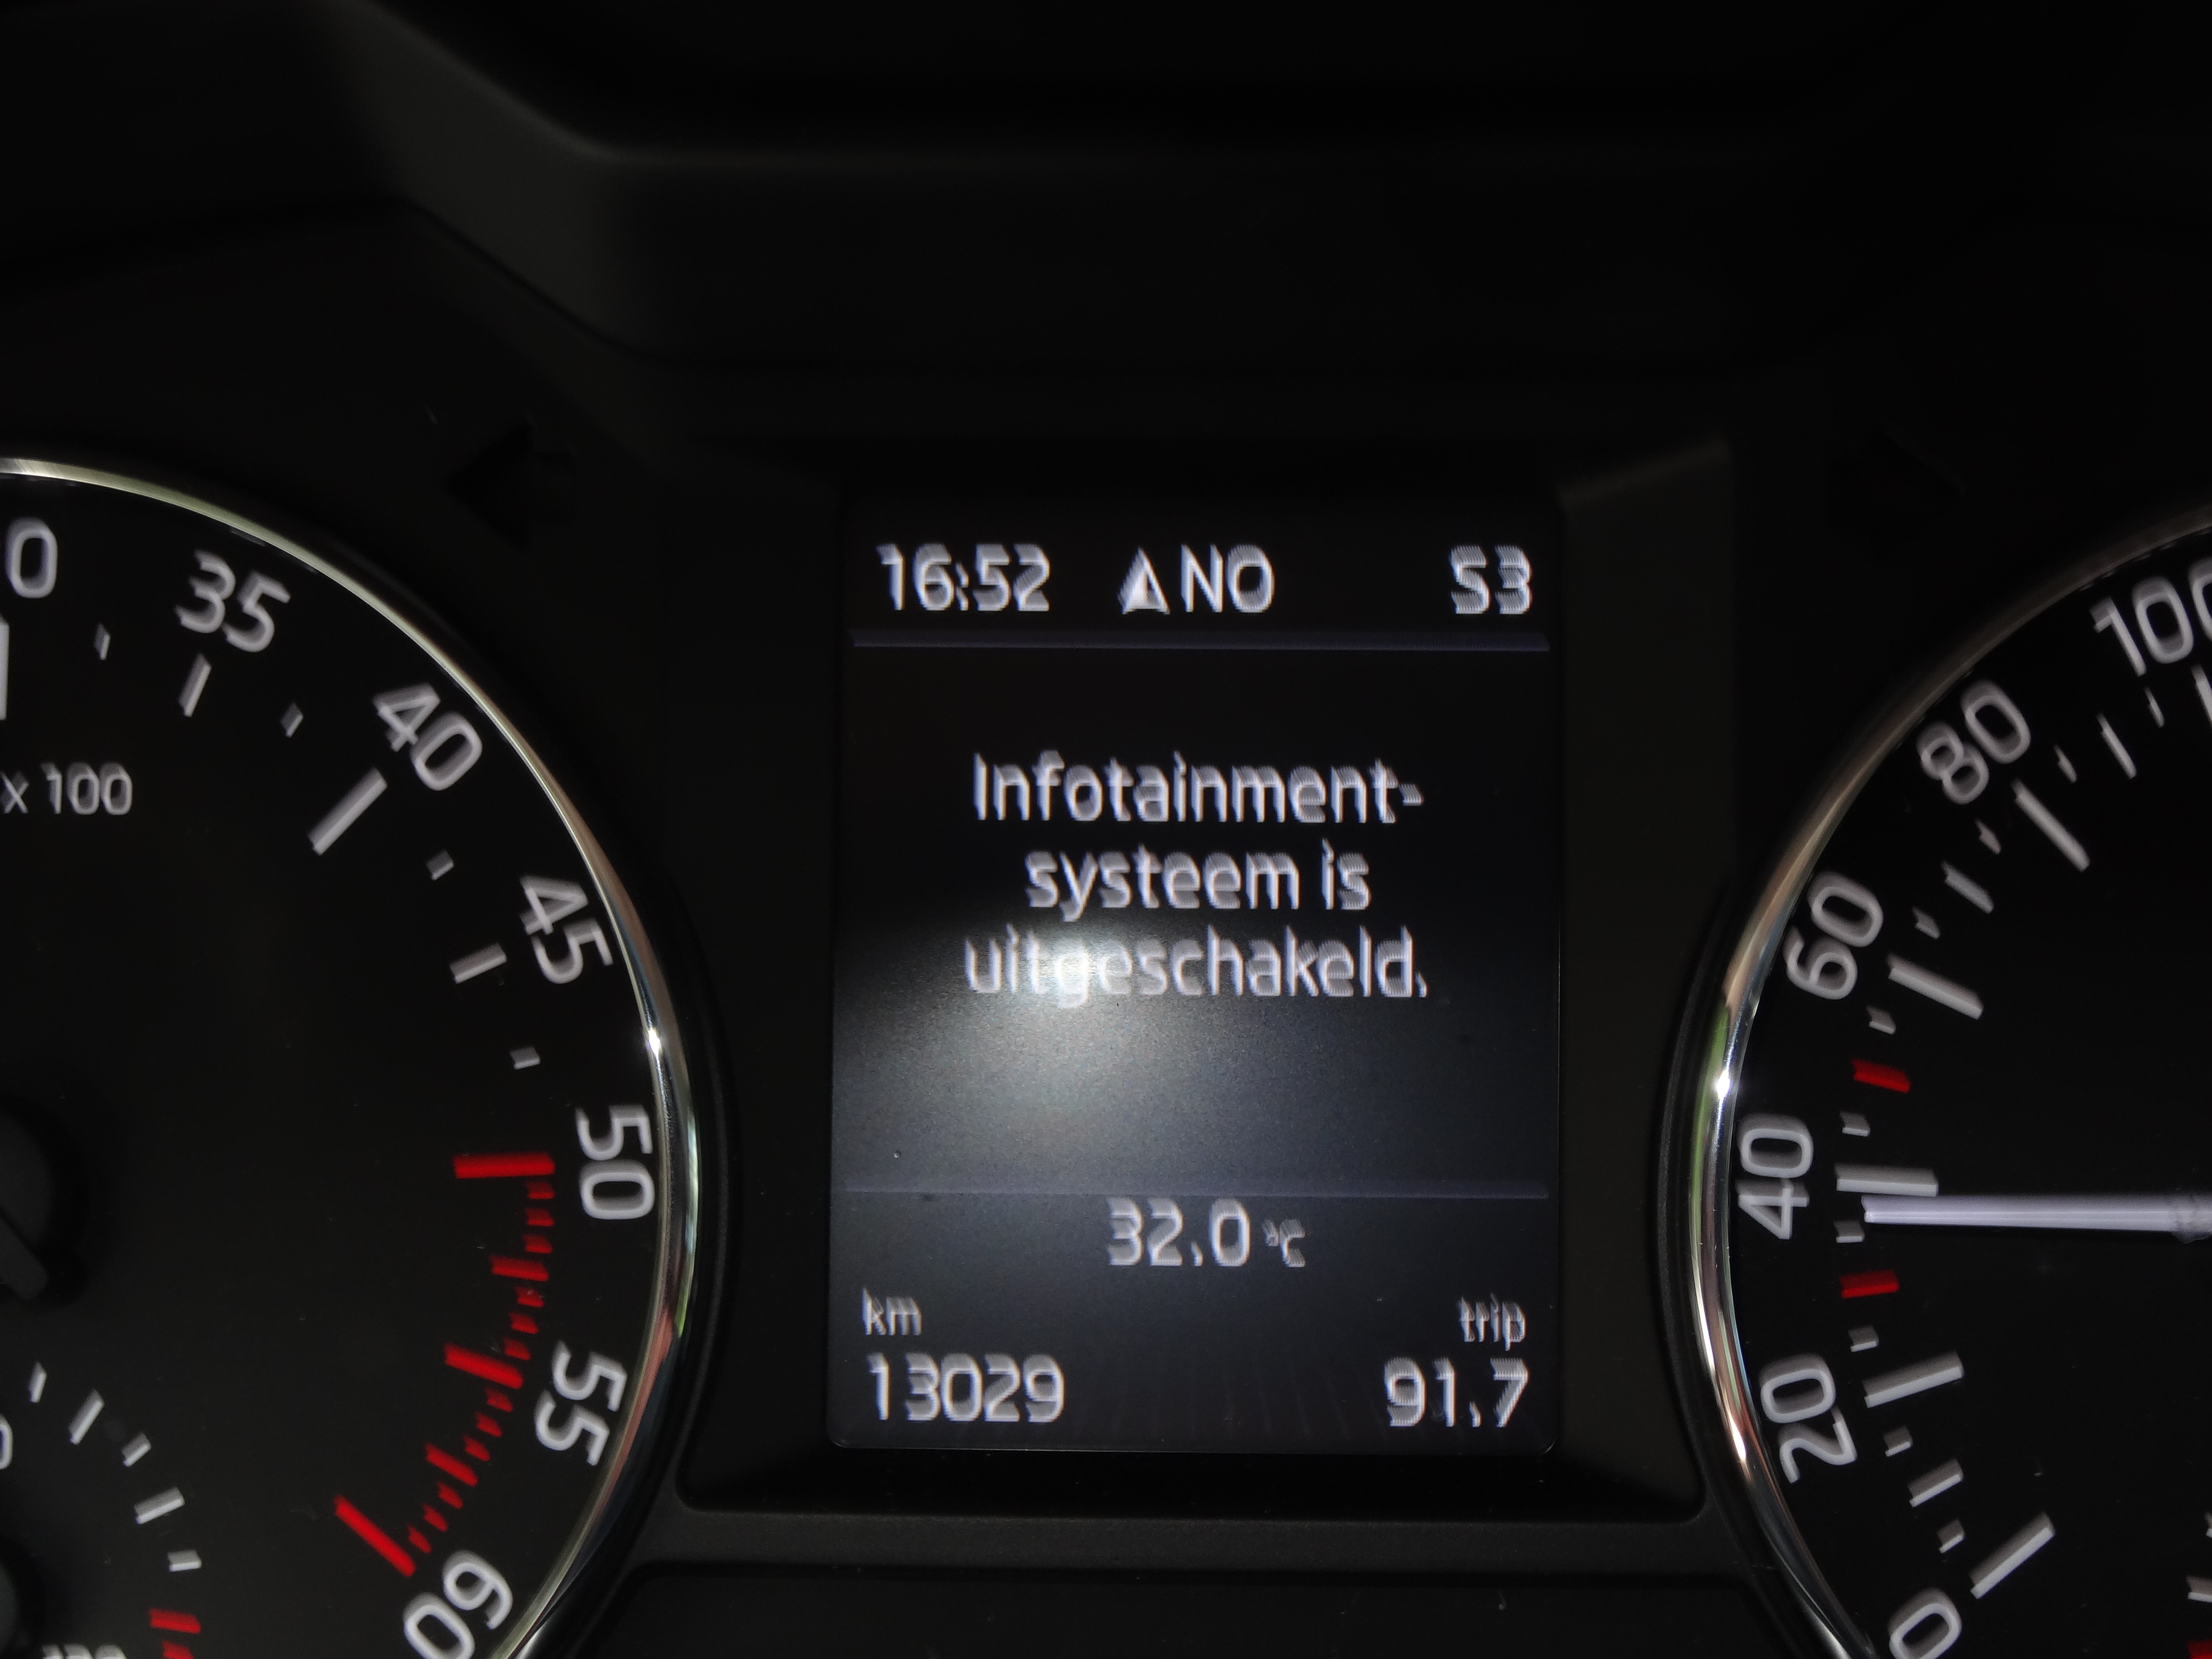 16:52 NO S3
Infotainment-
systeem is
uitgeschakeld.
32.0 °C
km trip
13029 91.7
35
40
45
50
55
60
x 100
100
80
60
40
20
0